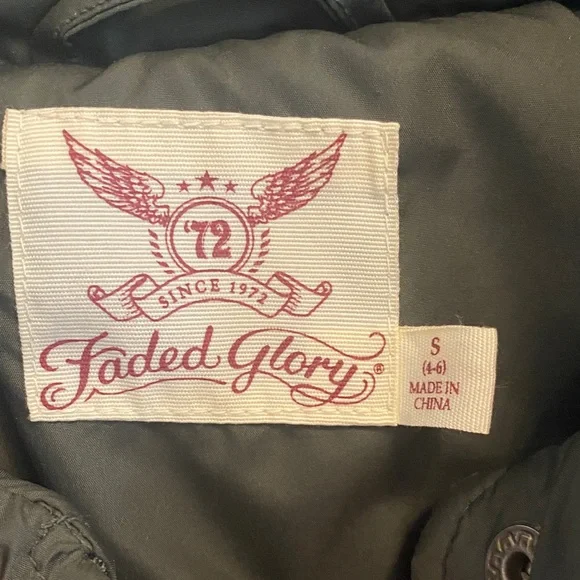 '72
SINCE 1972
Faded Glory®
S
(4-6)
MADE IN
CHINA